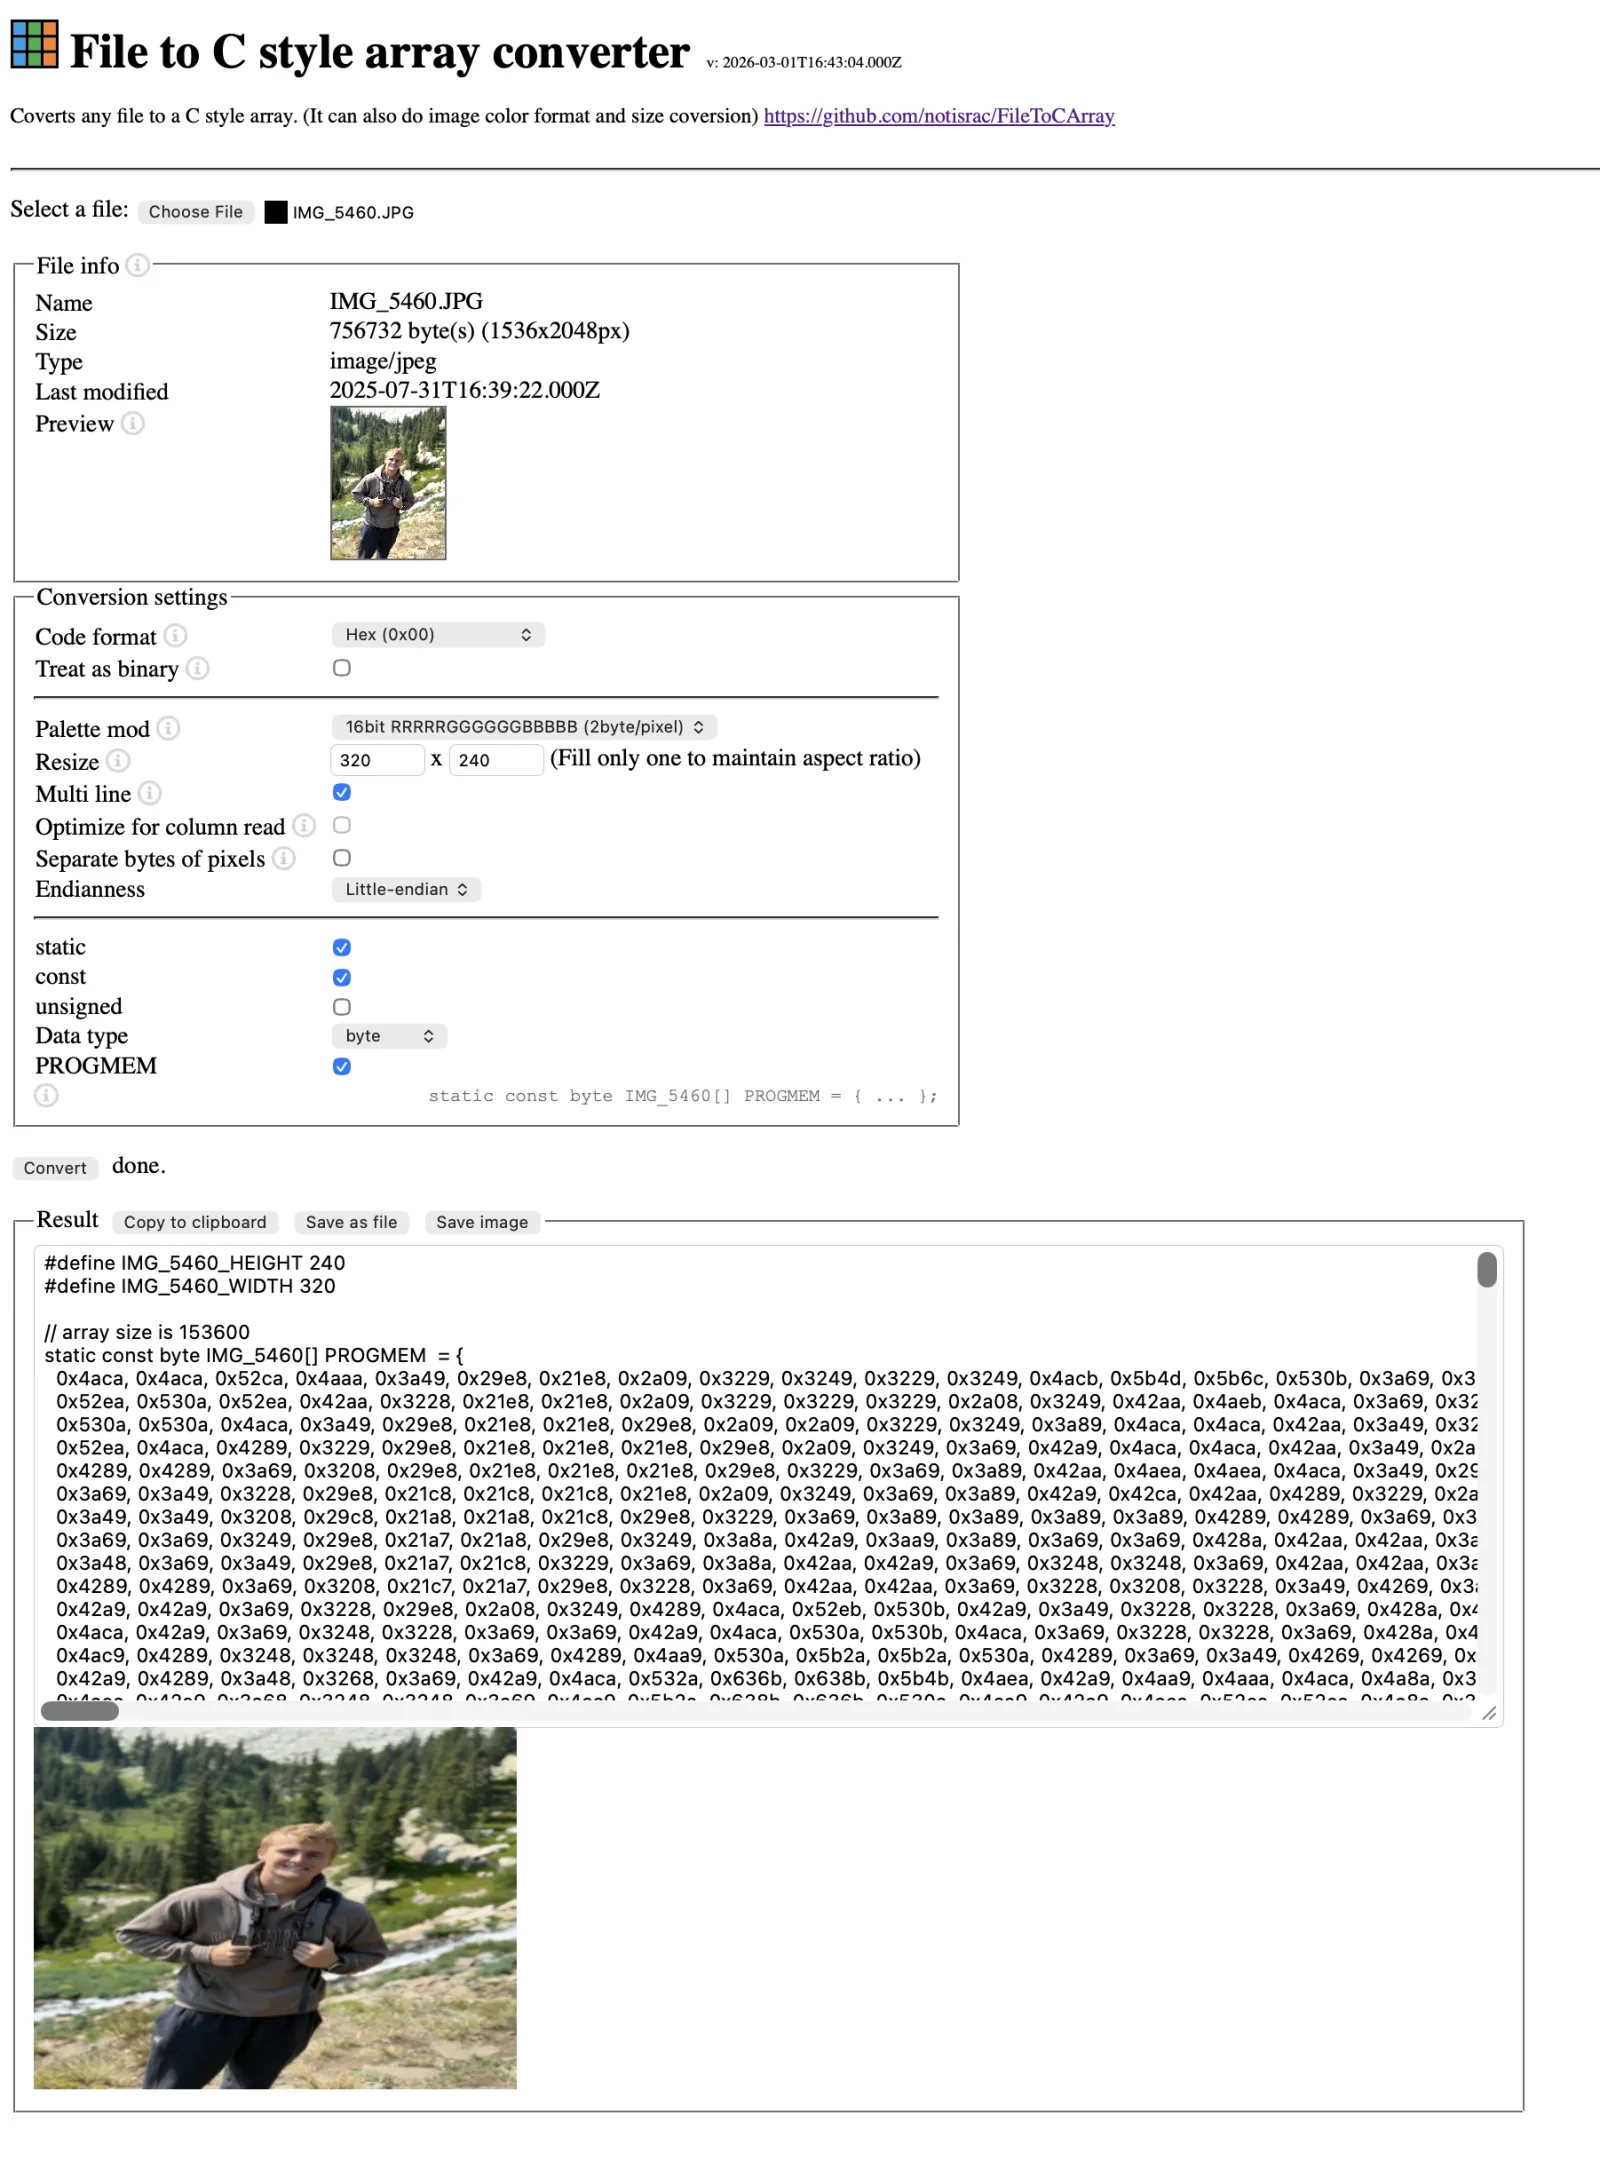 File to C style array converter v: 2026-03-01T16:43:04.000Z
Coverts any file to a C style array. (It can also do image color format and size coversion) https://github.com/notisrac/FileToCArray
Select a file: Choose File IMG_5460.JPG
File info
Name IMG_5460.JPG
Size 756732 byte(s) (1536x2048px)
Type image/jpeg
Last modified 2025-07-31T16:39:22.000Z
Preview
Conversion settings
Code format Hex (0x00)
Treat as binary
Palette mod 16bit RRRRRGGGGGGBBBBB (2byte/pixel)
Resize 320 x 240 (Fill only one to maintain aspect ratio)
Multi line
Optimize for column read
Separate bytes of pixels
Endianness Little-endian
static
const
unsigned
Data type byte
PROGMEM
static const byte IMG_5460[] PROGMEM = { ... };
Convert done.
Result Copy to clipboard Save as file Save image
#define IMG_5460_HEIGHT 240
#define IMG_5460_WIDTH 320
// array size is 153600
static const byte IMG_5460[] PROGMEM = {
0x4aca, 0x4aca, 0x52ca, 0x4aaa, 0x3a49, 0x29e8, 0x21e8, 0x2a09, 0x3229, 0x3249, 0x3229, 0x3249, 0x4acb, 0x5b4d, 0x5b6c, 0x530b, 0x3a69, 0x3
0x52ea, 0x530a, 0x52ea, 0x42aa, 0x3228, 0x21e8, 0x21e8, 0x2a09, 0x3229, 0x3229, 0x3229, 0x2a08, 0x3249, 0x42aa, 0x4aeb, 0x4aca, 0x3a69, 0x32
0x530a, 0x530a, 0x4aca, 0x3a49, 0x29e8, 0x21e8, 0x21e8, 0x29e8, 0x2a09, 0x2a09, 0x3229, 0x3249, 0x3a89, 0x4aca, 0x4aca, 0x42aa, 0x3a49, 0x32
0x52ea, 0x4aca, 0x4289, 0x3229, 0x29e8, 0x21e8, 0x21e8, 0x21e8, 0x29e8, 0x2a09, 0x3249, 0x3a69, 0x42a9, 0x4aca, 0x4aca, 0x42aa, 0x3a49, 0x2a
0x4289, 0x4289, 0x3a69, 0x3208, 0x29e8, 0x21e8, 0x21e8, 0x21e8, 0x29e8, 0x3229, 0x3a69, 0x3a89, 0x42aa, 0x4aea, 0x4aea, 0x4aca, 0x3a49, 0x29
0x3a69, 0x3a49, 0x3228, 0x29e8, 0x21c8, 0x21c8, 0x21c8, 0x21e8, 0x2a09, 0x3249, 0x3a69, 0x3a89, 0x42a9, 0x42ca, 0x42aa, 0x4289, 0x3229, 0x2a
0x3a49, 0x3a49, 0x3208, 0x29c8, 0x21a8, 0x21a8, 0x21c8, 0x29e8, 0x3229, 0x3a69, 0x3a89, 0x3a89, 0x3a89, 0x3a89, 0x4289, 0x4289, 0x3a69, 0x3
0x3a69, 0x3a69, 0x3249, 0x29e8, 0x21a7, 0x21a8, 0x29e8, 0x3249, 0x3a8a, 0x42a9, 0x3aa9, 0x3a89, 0x3a69, 0x3a69, 0x428a, 0x42aa, 0x42aa, 0x3a
0x3a48, 0x3a69, 0x3a49, 0x29e8, 0x21a7, 0x21c8, 0x3229, 0x3a69, 0x3a8a, 0x42aa, 0x42a9, 0x3a69, 0x3248, 0x3248, 0x3a69, 0x42aa, 0x42aa, 0x3a
0x4289, 0x4289, 0x3a69, 0x3208, 0x21c7, 0x21a7, 0x29e8, 0x3228, 0x3a69, 0x42aa, 0x42aa, 0x3a69, 0x3228, 0x3208, 0x3228, 0x3a49, 0x4269, 0x3
0x42a9, 0x42a9, 0x3a69, 0x3228, 0x29e8, 0x2a08, 0x3249, 0x4289, 0x4aca, 0x52eb, 0x530b, 0x42a9, 0x3a49, 0x3228, 0x3228, 0x3a69, 0x428a, 0x4
0x4aca, 0x42a9, 0x3a69, 0x3248, 0x3228, 0x3a69, 0x3a69, 0x42a9, 0x4aca, 0x530a, 0x530b, 0x4aca, 0x3a69, 0x3228, 0x3228, 0x3a69, 0x428a, 0x4
0x4ac9, 0x4289, 0x3248, 0x3248, 0x3248, 0x3a69, 0x4289, 0x4aa9, 0x530a, 0x5b2a, 0x5b2a, 0x530a, 0x4289, 0x3a69, 0x3a49, 0x4269, 0x4269, 0x
0x42a9, 0x4289, 0x3a48, 0x3268, 0x3a69, 0x42a9, 0x4aca, 0x532a, 0x636b, 0x638b, 0x5b4b, 0x4aea, 0x42a9, 0x4aa9, 0x4aaa, 0x4aca, 0x4a8a, 0x3